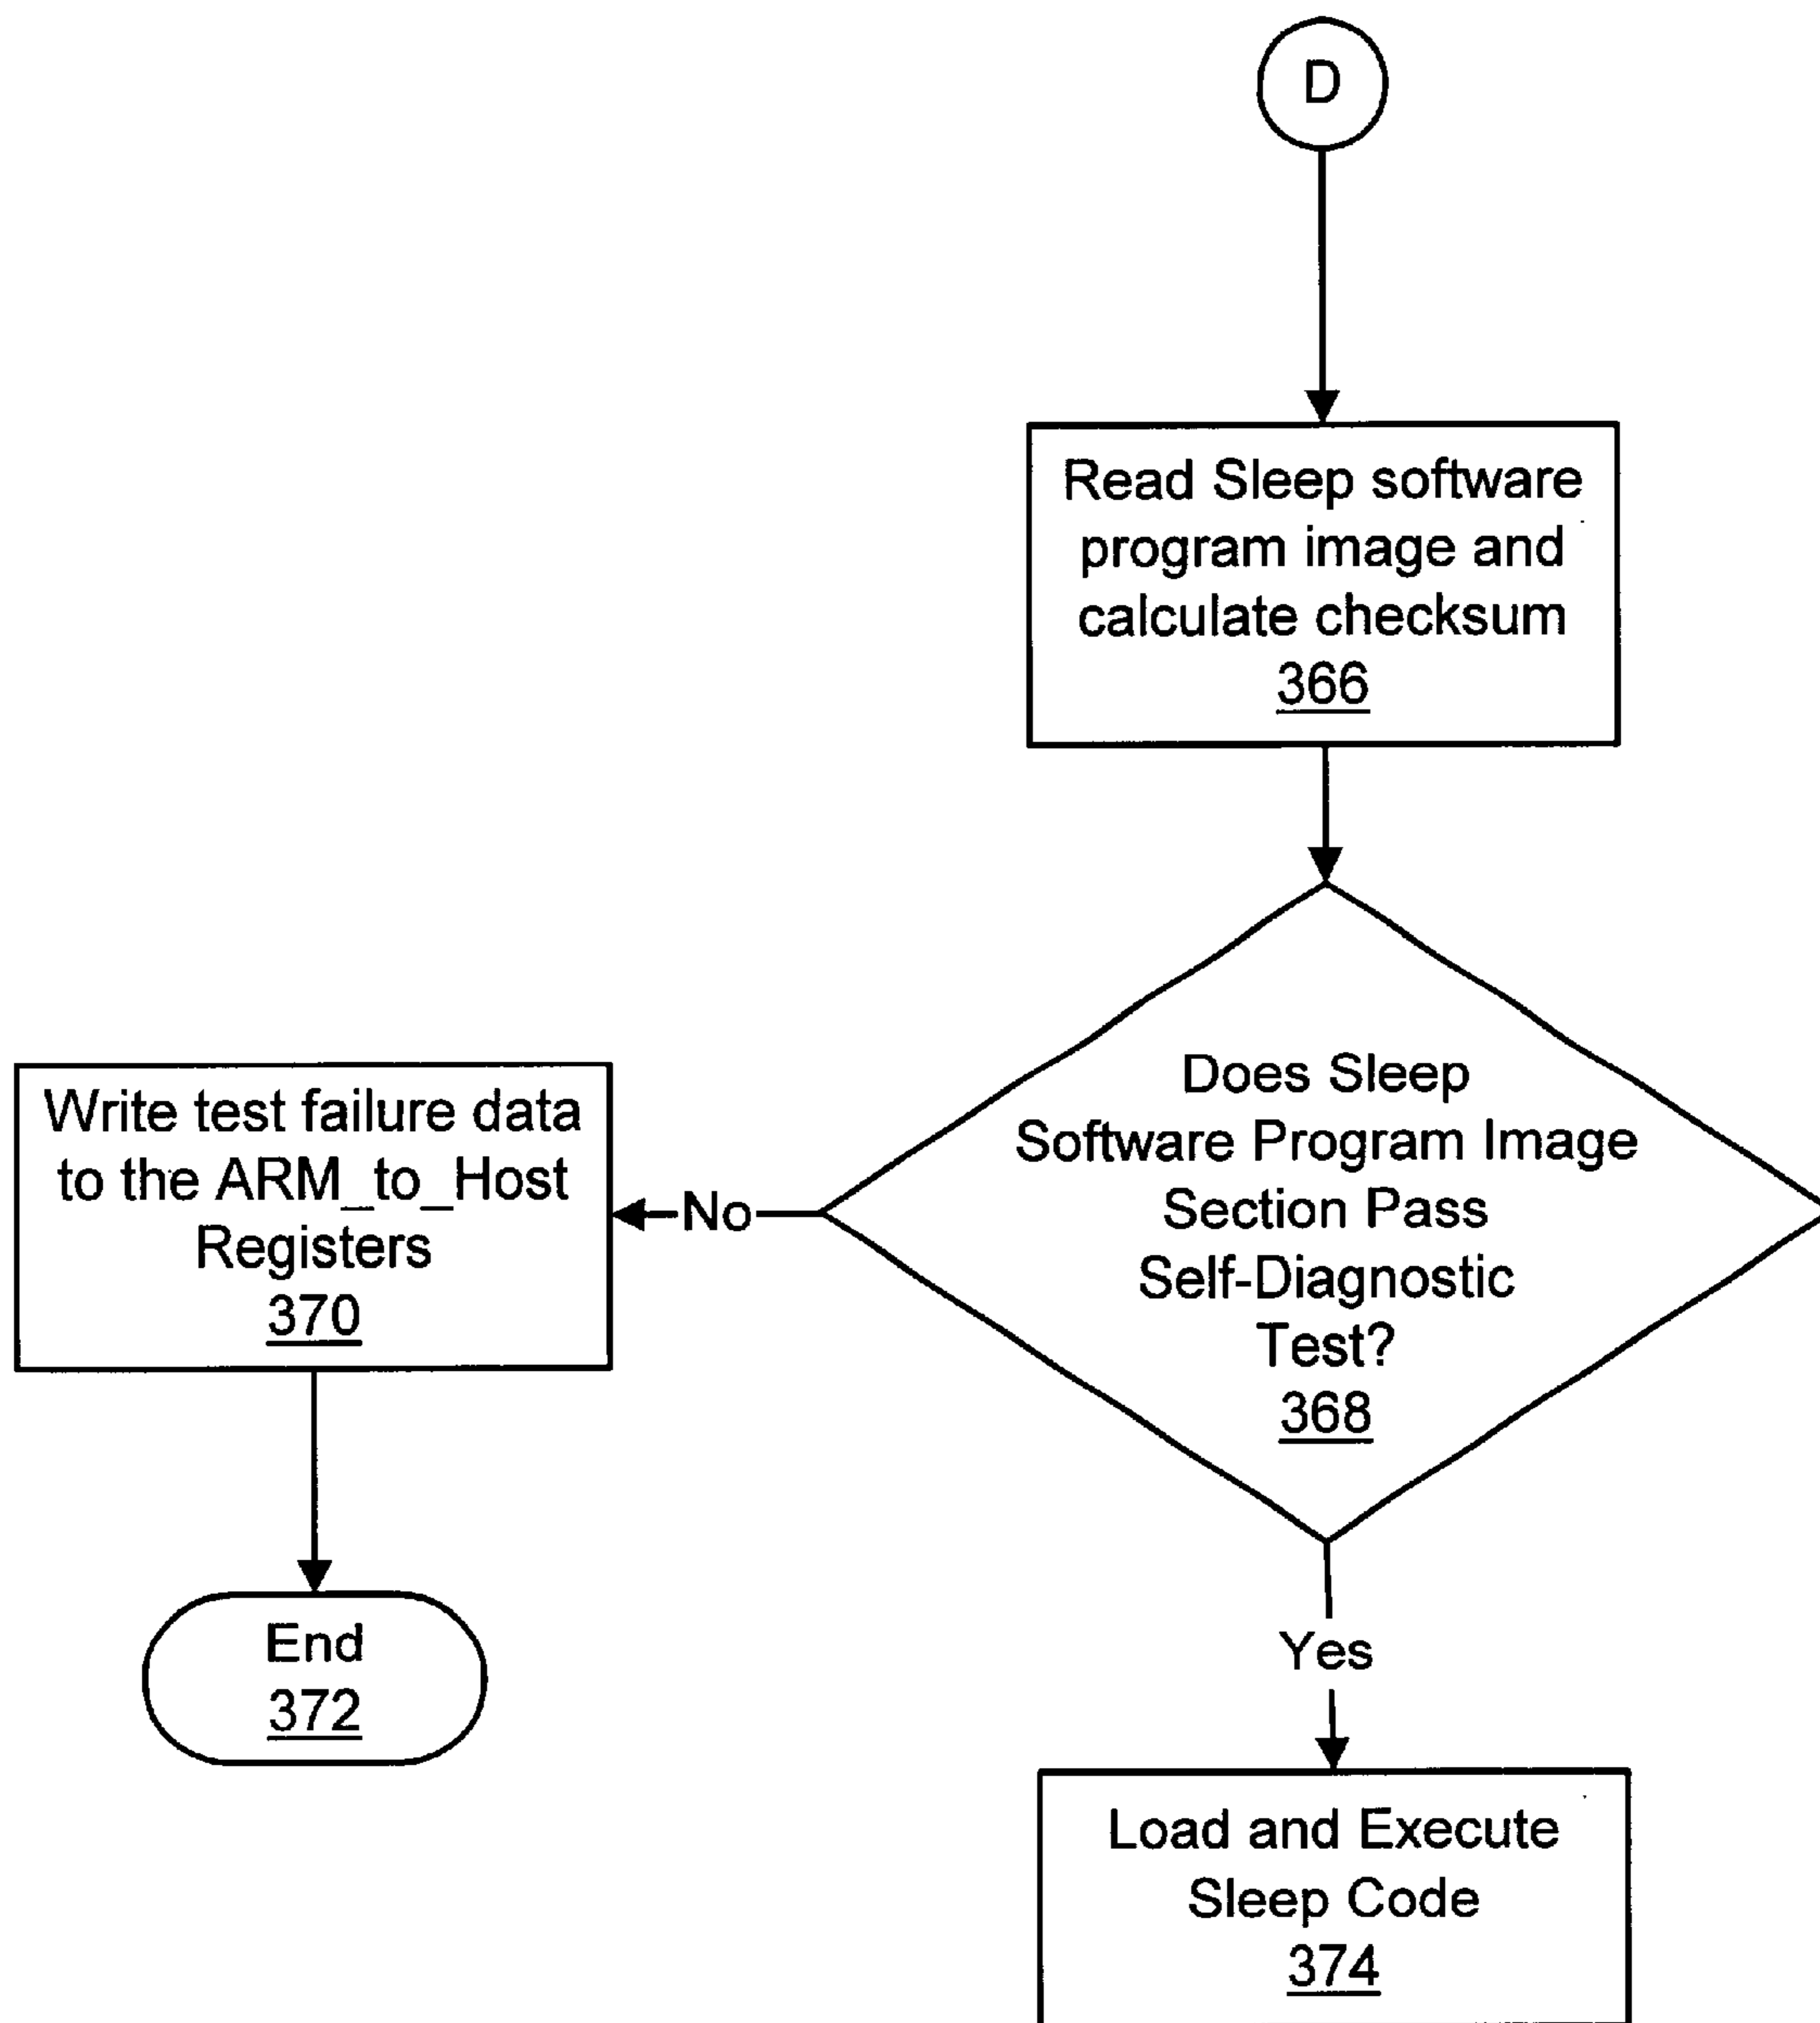 D
Read Sleep software
program image and
calculate checksum
366
Does Sleep
Software Program Image
Section Pass
Self-Diagnostic
Test?
368
No
Write test failure data
to the ARM_to_Host
Registers
370
End
372
Yes
Load and Execute
Sleep Code
374